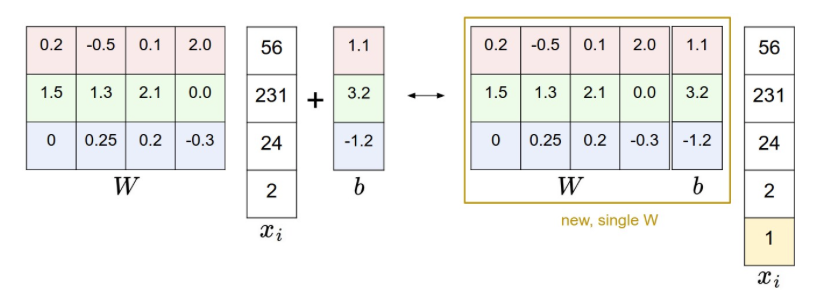 0.2 -0.5 0.1 2.0 56 1.1 0.2 -0.5 0.1 2.0 1.1 56
1.5 1.3 2.1 0.0 231 + 3.2 ↔ 1.5 1.3 2.1 0.0 3.2 231
0 0.25 0.2 -0.3 24 -1.2 0 0.25 0.2 -0.3 -1.2 24
W 2 b W b 2
new, single W 1
x_i x_i